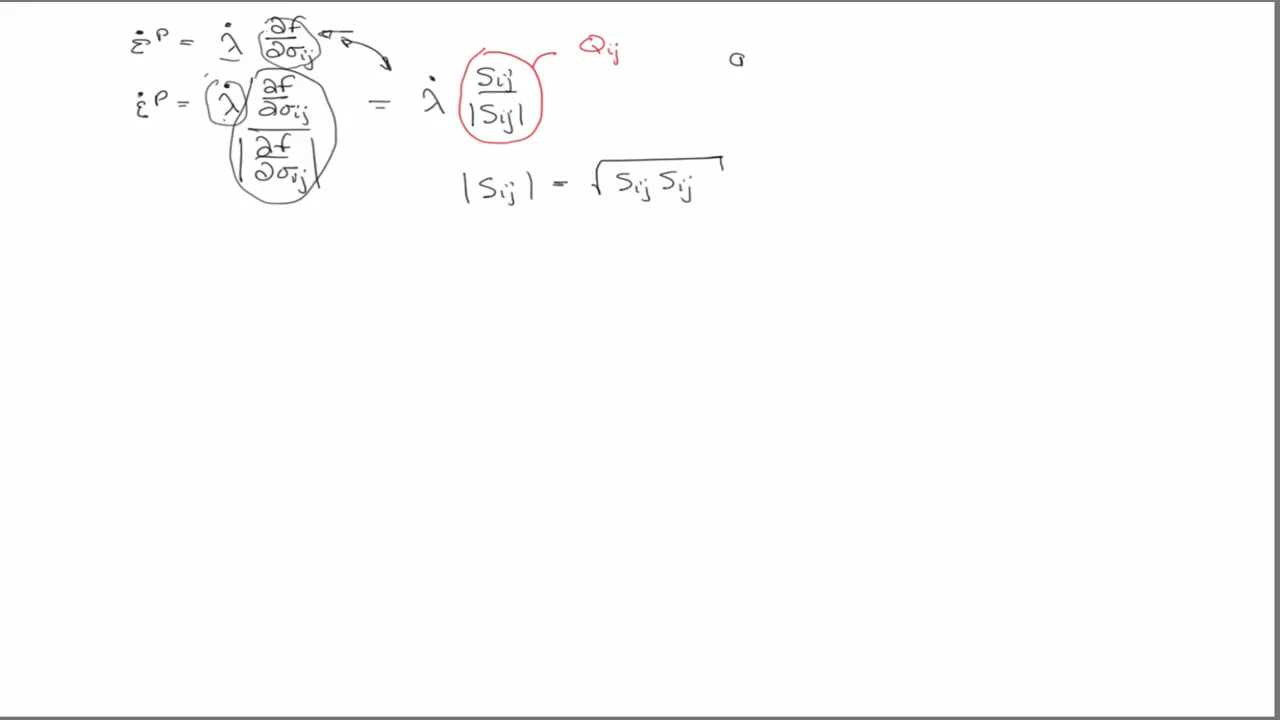 ε̇ᵖ = λ̇ ∂f/∂σij
ε̇ᵖ = λ̇ (∂f/∂σij)/|∂f/∂σij| = λ̇ Sij/|Sij| Qij
|Sij| = √(Sij Sij)